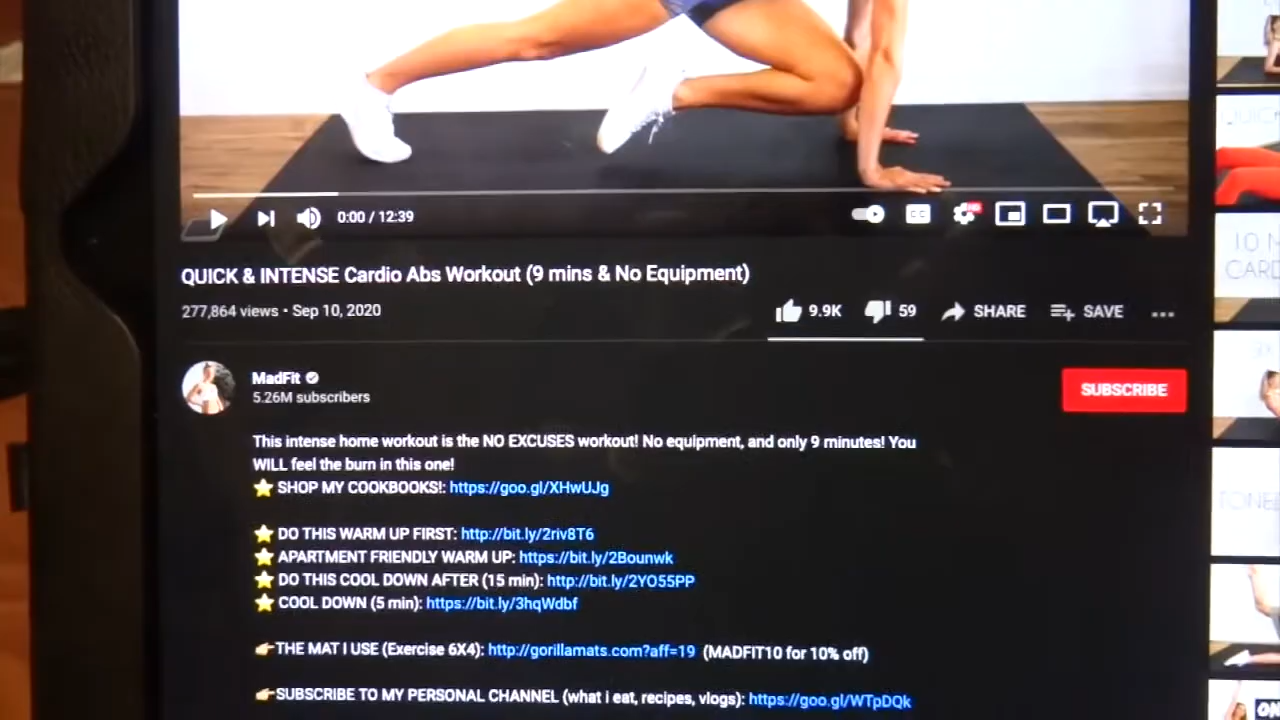 0:00 / 12:39
CC
HD
QUICK & INTENSE Cardio Abs Workout (9 mins & No Equipment)
277,864 views • Sep 10, 2020
9.9K
59
SHARE
SAVE
MadFit
5.26M subscribers
SUBSCRIBE
This intense home workout is the NO EXCUSES workout! No equipment, and only 9 minutes! You
WILL feel the burn in this one!
⭐ SHOP MY COOKBOOKS!: https://goo.gl/XHwUJg
⭐ DO THIS WARM UP FIRST: http://bit.ly/2riv8T6
⭐ APARTMENT FRIENDLY WARM UP: https://bit.ly/2Bounwk
⭐ DO THIS COOL DOWN AFTER (15 min): http://bit.ly/2YO55PP
⭐ COOL DOWN (5 min): https://bit.ly/3hqWdbf
👉THE MAT I USE (Exercise 6X4): http://gorillamats.com?aff=19 (MADFIT10 for 10% off)
👉SUBSCRIBE TO MY PERSONAL CHANNEL (what i eat, recipes, vlogs): https://goo.gl/WTpDQk
10